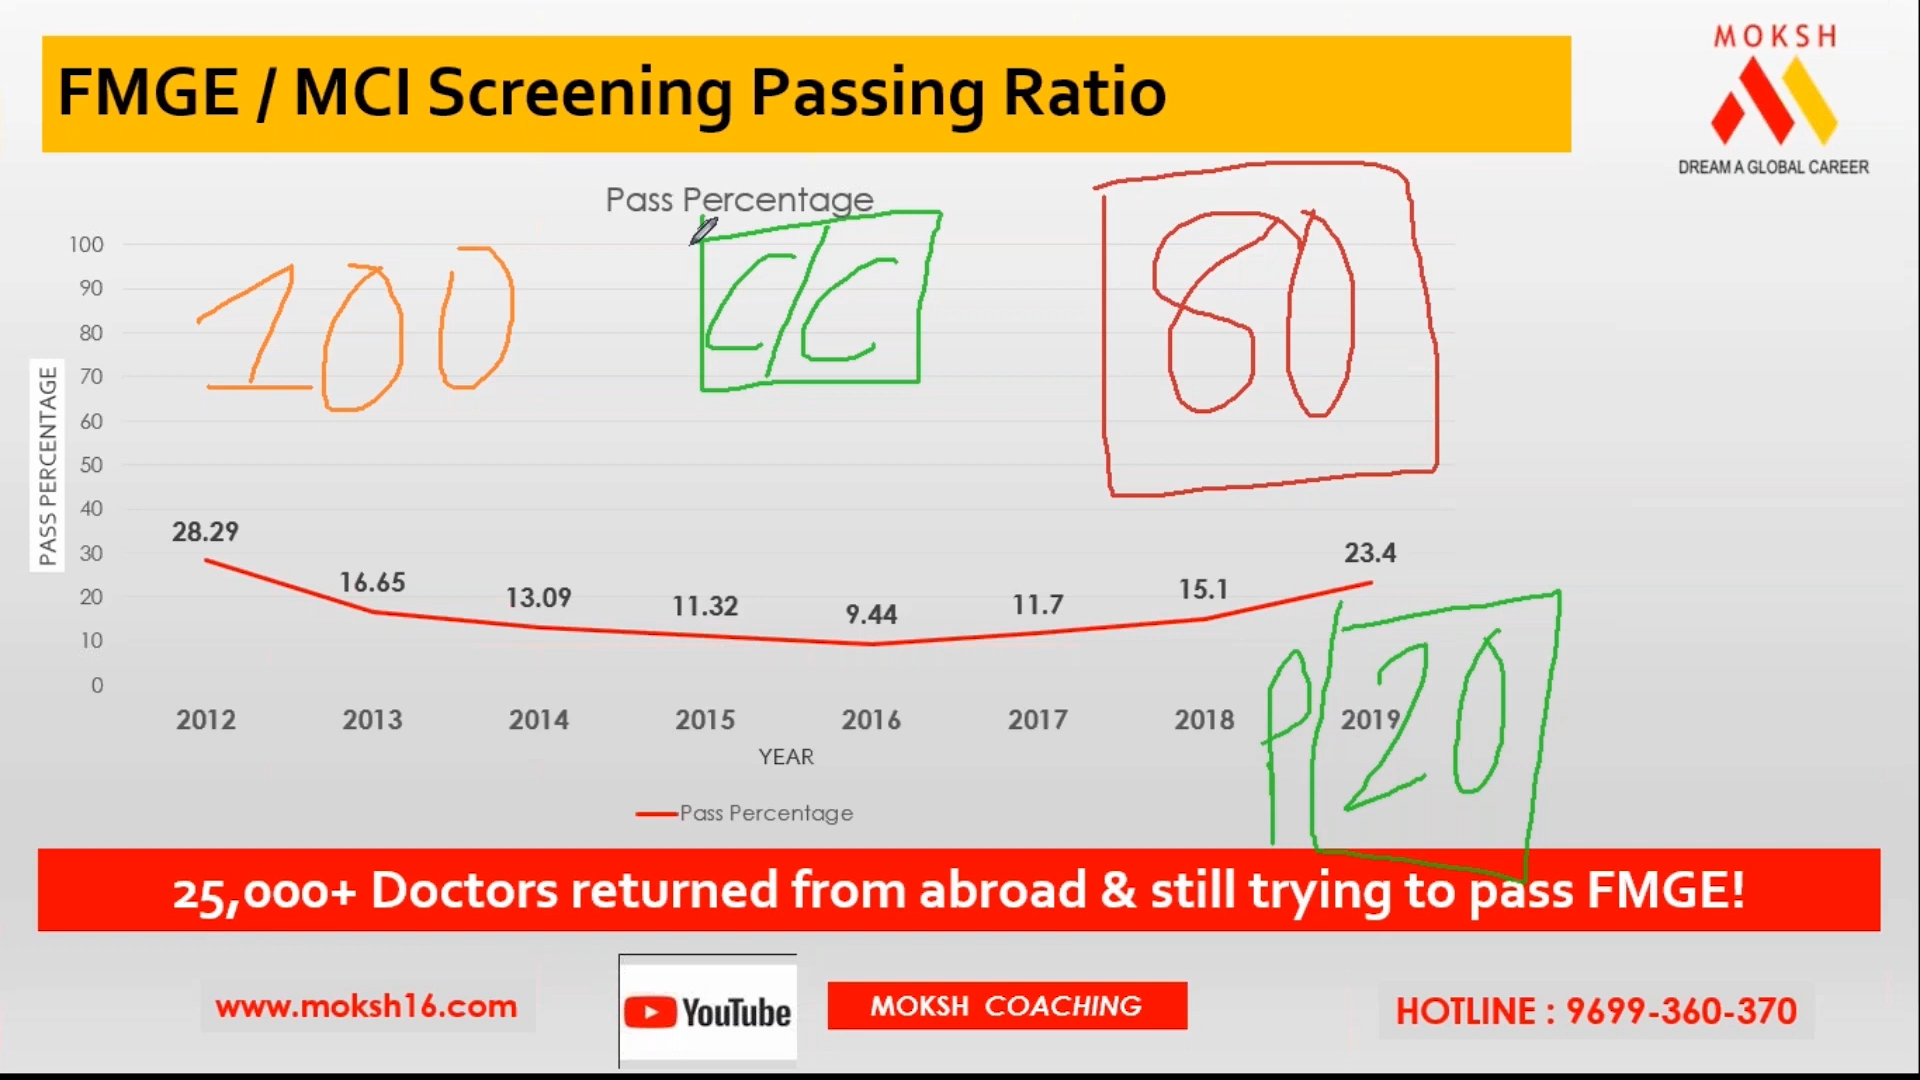 MOKSH
FMGE / MCI Screening Passing Ratio
DREAM A GLOBAL CAREER
Pass Percentage
100
90
80
70
60
50
40
30
20
10
0
PASS PERCENTAGE
100
C/C
80
28.29
16.65
13.09
11.32
9.44
11.7
15.1
23.4
P
20
2012 2013 2014 2015 2016 2017 2018 2019
YEAR
Pass Percentage
25,000+ Doctors returned from abroad & still trying to pass FMGE!
www.moksh16.com
YouTube
MOKSH COACHING
HOTLINE : 9699-360-370